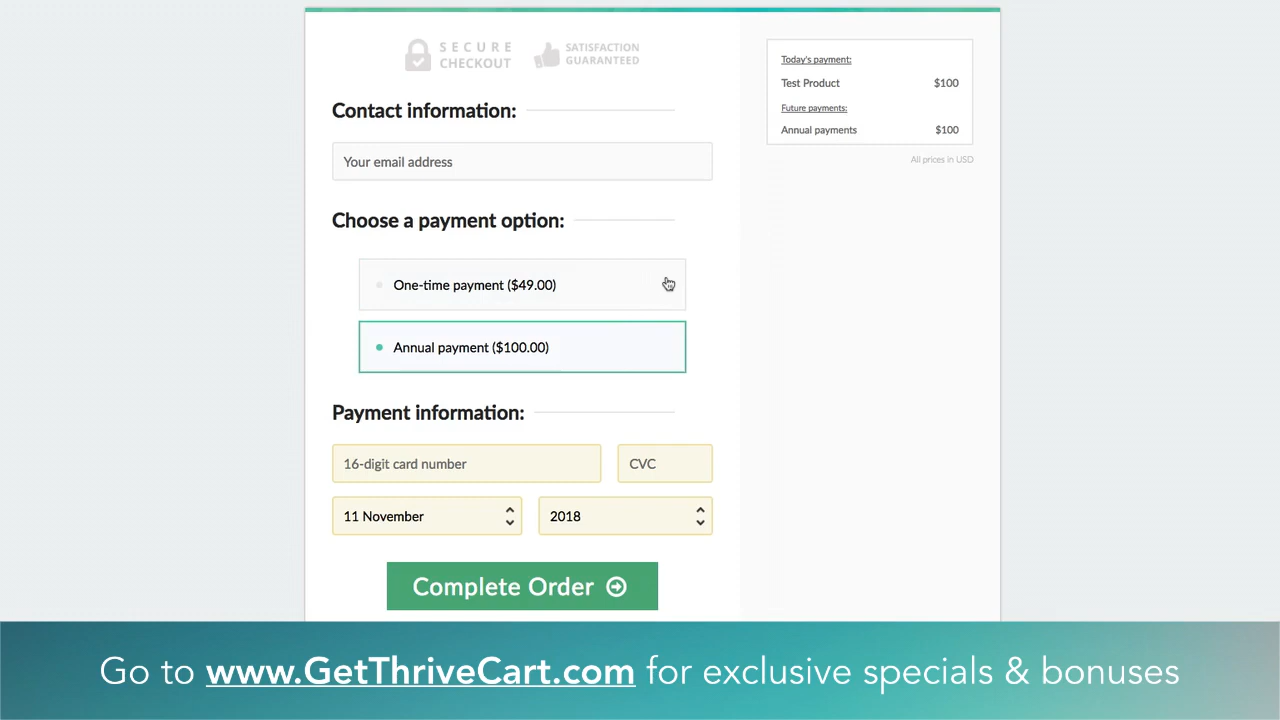 SECURE
CHECKOUT
SATISFACTION
GUARANTEED
Contact information:
Your email address
Choose a payment option:
One-time payment ($49.00)
Annual payment ($100.00)
Payment information:
16-digit card number
CVC
11 November
2018
Complete Order
Today's payment:
Test Product $100
Future payments:
Annual payments $100
All prices in USD
Go to www.GetThriveCart.com for exclusive specials & bonuses